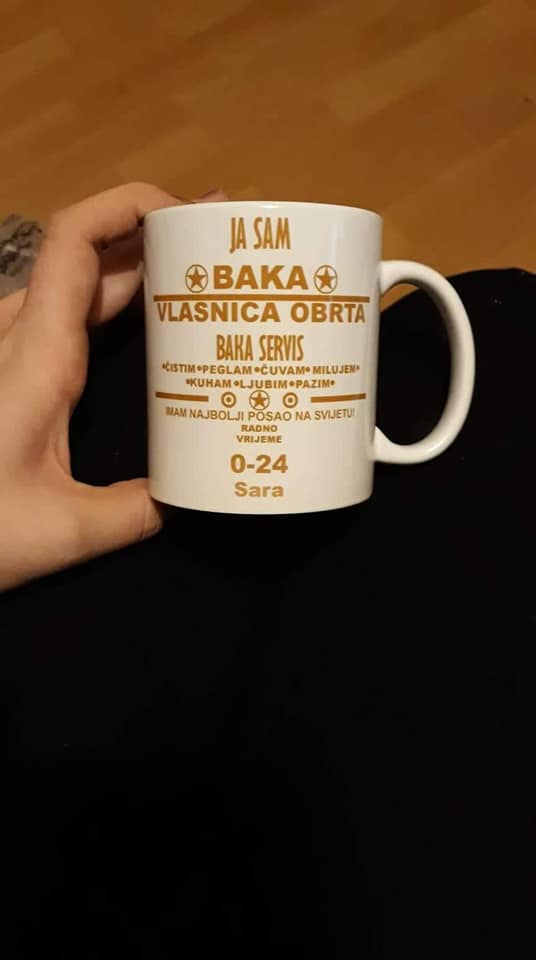 JA SAM
BAKA
VLASNICA OBRTA
BAKA SERVIS
•ČISTIM•PEGLAM•ČUVAM•MILUJEM•
•KUHAM•LJUBIM•PAZIM•
IMAM NAJBOLJI POSAO NA SVIJETU!
RADNO
VRIJEME
0-24
Sara